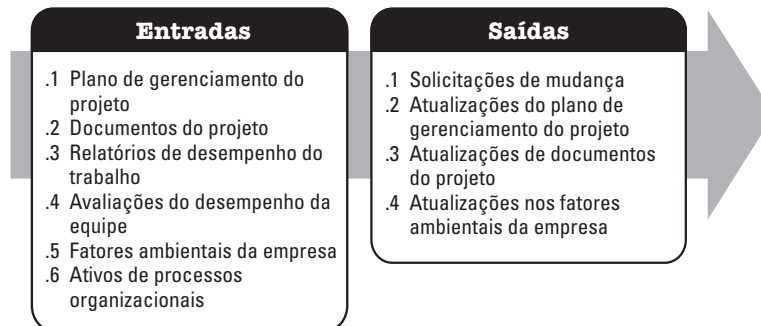 Entradas
.1 Plano de gerenciamento do
projeto
.2 Documentos do projeto
.3 Relatórios de desempenho do
trabalho
.4 Avaliações do desempenho da
equipe
.5 Fatores ambientais da empresa
.6 Ativos de processos
organizacionais
Saídas
.1 Solicitações de mudança
.2 Atualizações do plano de
gerenciamento do projeto
.3 Atualizações de documentos
do projeto
.4 Atualizações nos fatores
ambientais da empresa